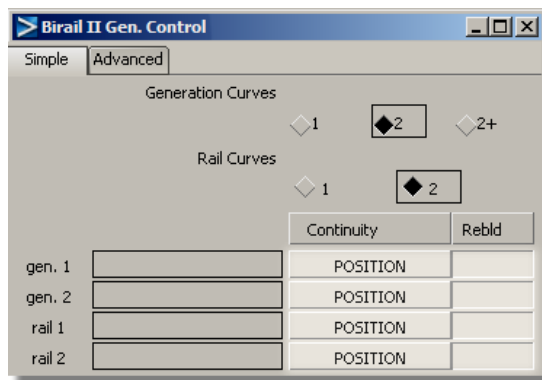 Birail II Gen. Control
Simple Advanced
Generation Curves
1 2 2+
Rail Curves
1 2
Continuity Rebld
gen. 1 POSITION
gen. 2 POSITION
rail 1 POSITION
rail 2 POSITION